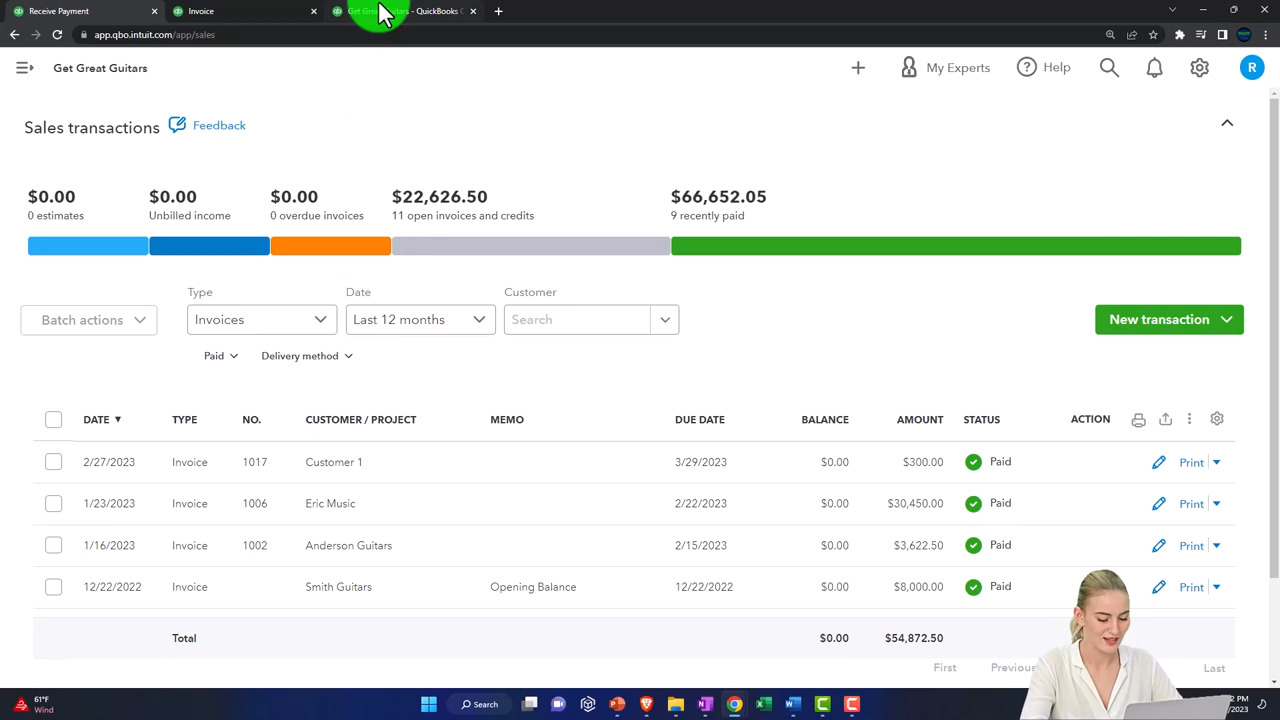 Receive Payment
Invoice
Get Great Guitars - QuickBooks
app.qbo.intuit.com/app/sales
Get Great Guitars
My Experts
Help
R
Sales transactions
Feedback
$0.00 $0.00 $0.00 $22,626.50 $66,652.05
0 estimates Unbilled income 0 overdue invoices 11 open invoices and credits 9 recently paid
Type Date Customer
Batch actions Invoices Last 12 months Search New transaction
Paid Delivery method
DATE TYPE NO. CUSTOMER / PROJECT MEMO DUE DATE BALANCE AMOUNT STATUS ACTION
2/27/2023 Invoice 1017 Customer 1 3/29/2023 $0.00 $300.00 Paid Print
1/23/2023 Invoice 1006 Eric Music 2/22/2023 $0.00 $30,450.00 Paid Print
1/16/2023 Invoice 1002 Anderson Guitars 2/15/2023 $0.00 $3,622.50 Paid Print
12/22/2022 Invoice Smith Guitars Opening Balance 12/22/2022 $0.00 $8,000.00 Paid Print
Total $0.00 $54,872.50
First Previous Last
61°F
Wind
Search